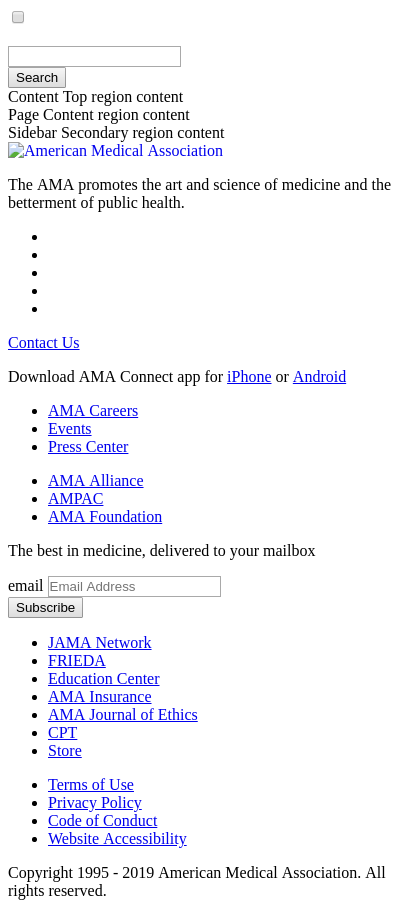 Search
Content Top region content
Page Content region content
Sidebar Secondary region content
American Medical Association
The AMA promotes the art and science of medicine and the
betterment of public health.
Contact Us
Download AMA Connect app for iPhone or Android
AMA Careers
Events
Press Center
AMA Alliance
AMPAC
AMA Foundation
The best in medicine, delivered to your mailbox
email Email Address
Subscribe
JAMA Network
FRIEDA
Education Center
AMA Insurance
AMA Journal of Ethics
CPT
Store
Terms of Use
Privacy Policy
Code of Conduct
Website Accessibility
Copyright 1995 - 2019 American Medical Association. All
rights reserved.